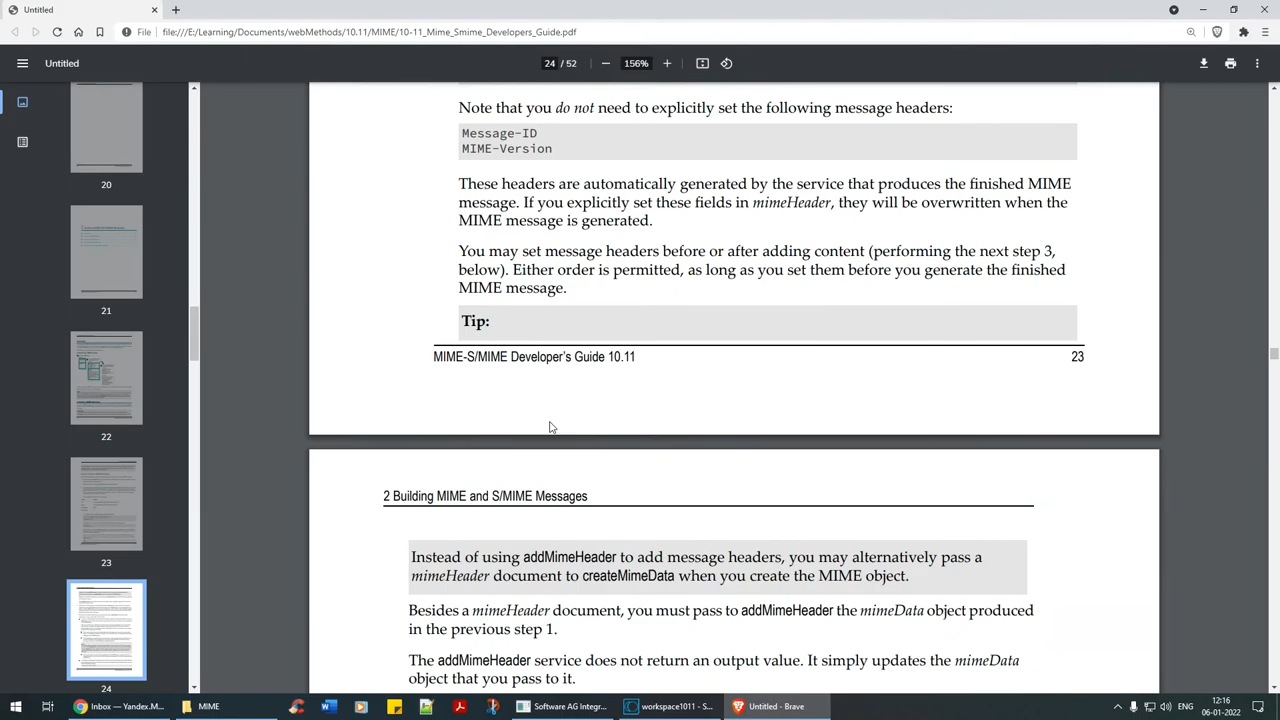 Untitled
File
file:///E:/Learning/Documents/webMethods/10.11/MIME/10-11_Mime_Smime_Developers_Guide.pdf
Untitled
24 / 52
156%
20
21
22
23
24
Note that you do not need to explicitly set the following message headers:
Message-ID
MIME-Version
These headers are automatically generated by the service that produces the finished MIME
message. If you explicitly set these fields in mimeHeader, they will be overwritten when the
MIME message is generated.
You may set message headers before or after adding content (performing the next step 3,
below). Either order is permitted, as long as you set them before you generate the finished
MIME message.
Tip:
MIME-S/MIME Developer's Guide 10.11 23
2 Building MIME and S/MIME Messages
Instead of using addMimeHeader to add message headers, you may alternatively pass a
mimeHeader document to createMimeData when you create the MIME object.
Besides a mimeHeader document, you must pass to addMimeHeader the mimeData object produced
in the previous step 1.
The addMimeHeader service does not return an output value. It simply updates the mimeData
object that you pass to it.
Inbox — Yandex.M...
MIME
Software AG Integr...
workspace1011 - S...
Untitled - Brave
ENG
12:16
06-01-2022